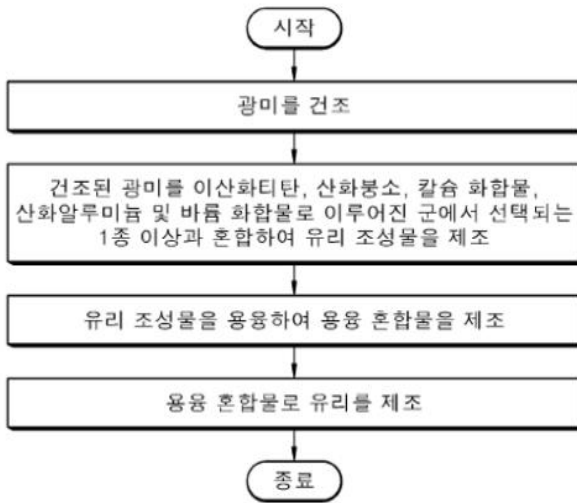 시작
광미를 건조
건조된 광미를 이산화티탄, 산화붕소, 칼슘 화합물,
산화알루미늄 및 바륨 화합물로 이루어진 군에서 선택되는
1종 이상과 혼합하여 유리 조성물을 제조
유리 조성물을 용융하여 용융 혼합물을 제조
용융 혼합물로 유리를 제조
종료